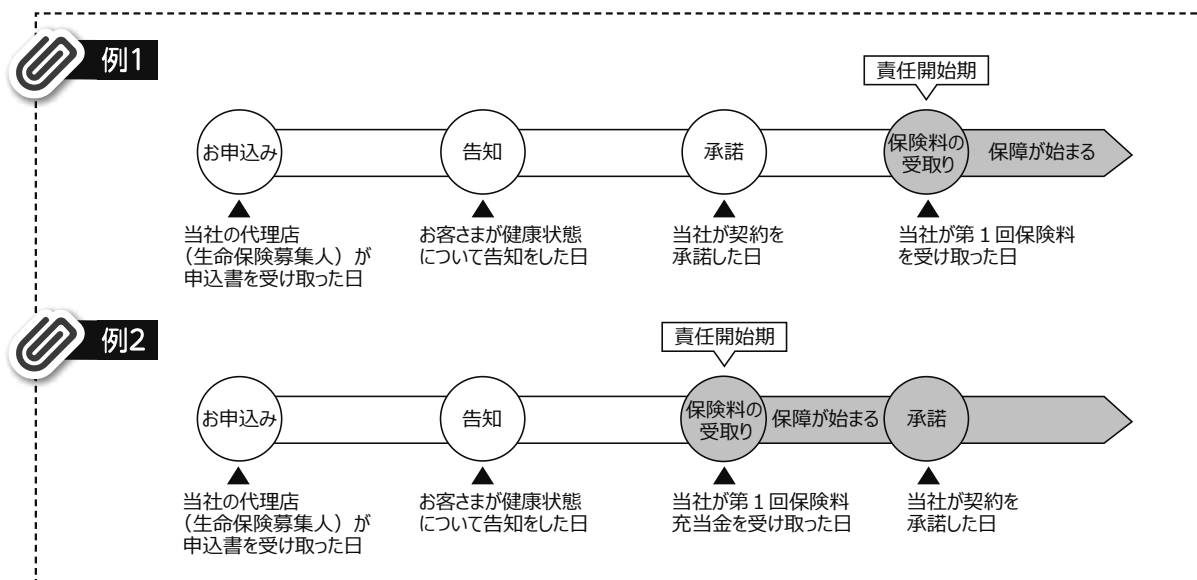 例1
責任開始期
お申込み
告知
承諾
保険料の
受取り
保障が始まる
当社の代理店
(生命保険募集人)が
申込書を受け取った日
お客さまが健康状態
について告知をした日
当社が契約を
承諾した日
当社が第1回保険料
を受け取った日
例2
責任開始期
お申込み
告知
保険料の
受取り
保障が始まる
承諾
当社の代理店
(生命保険募集人)が
申込書を受け取った日
お客さまが健康状態
について告知をした日
当社が第1回保険料
充当金を受け取った日
当社が契約を
承諾した日